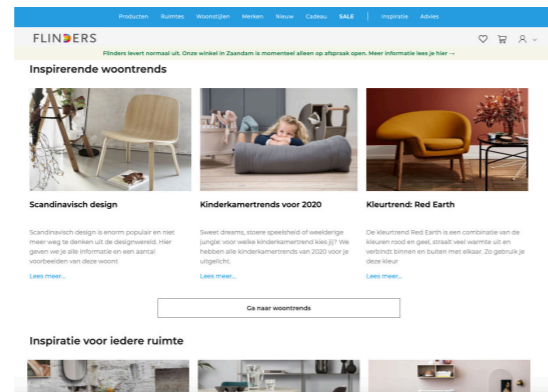 Producten Ruimtes Woonstijlen Merken Nieuw Cadeau SALE Inspiratie Advies
FLINDERS
Flinders levert normaal uit. Onze winkel in Zaandam is momenteel alleen op afspraak open. Meer informatie lees je hier →
Inspirerende woontrends
Scandinavisch design
Scandinavisch design is enorm populair en niet
meer weg te denken uit de designwereld. Hier
geven we je alle informatie en een aantal
voorbeelden van deze woont
Lees meer...
Kinderkamertrends voor 2020
Sweet dreams, stoere speelsheid of weelderige
jungle: voor welke kinderkamertrend kies jij? We
hebben alle kinderkamertrends van 2020 voor je
uitgelicht.
Lees meer...
Kleurtrend: Red Earth
De kleurtrend Red Earth is een combinatie van de
kleuren rood en geel, straalt veel warmte uit en
verbindt binnen en buiten met elkaar. Zo gebruik je
deze kleur
Lees meer...
Ga naar woontrends
Inspiratie voor iedere ruimte